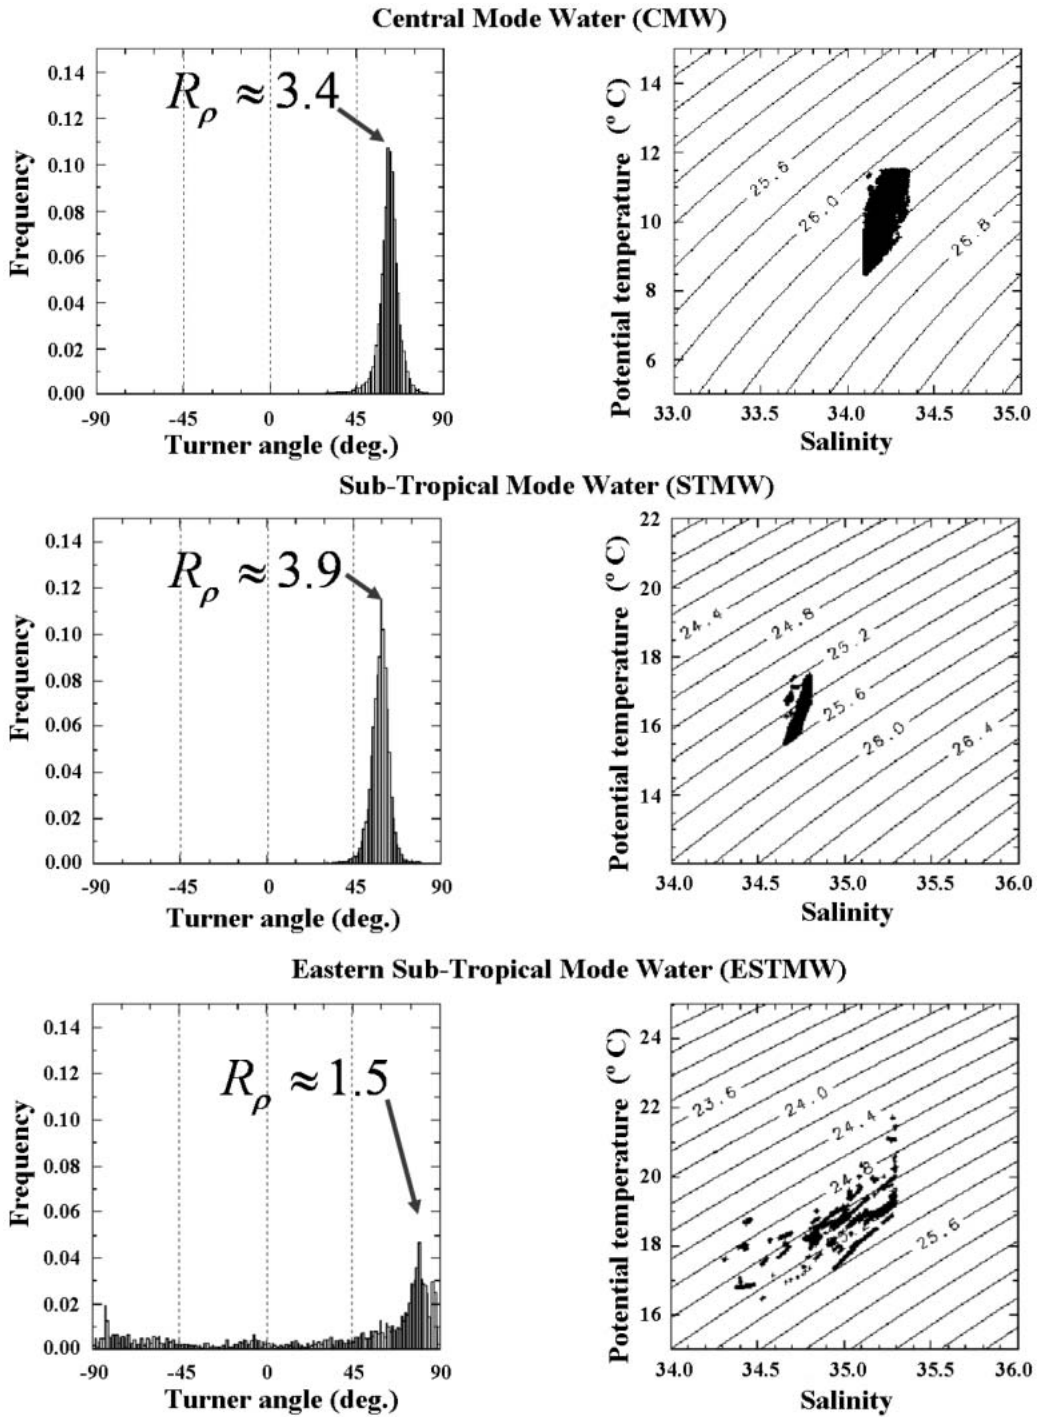 Central Mode Water (CMW)
0.14
0.12
0.10
0.08
0.06
0.04
0.02
0.00
Frequency
Rρ ≈ 3.4
-90 -45 0 45 90
Turner angle (deg.)
14
12
10
8
6
Potential temperature (° C)
25.6
26.0
26.8
33.0 33.5 34.0 34.5 35.0
Salinity
Sub-Tropical Mode Water (STMW)
0.14
0.12
0.10
0.08
0.06
0.04
0.02
0.00
Frequency
Rρ ≈ 3.9
-90 -45 0 45 90
Turner angle (deg.)
22
20
18
16
14
Potential temperature (° C)
24.4
24.8
25.2
25.6
26.0
26.4
34.0 34.5 35.0 35.5 36.0
Salinity
Eastern Sub-Tropical Mode Water (ESTMW)
0.14
0.12
0.10
0.08
0.06
0.04
0.02
0.00
Frequency
Rρ ≈ 1.5
-90 -45 0 45 90
Turner angle (deg.)
24
22
20
18
16
Potential temperature (° C)
23.6
24.0
24.4
24.8
25.6
34.0 34.5 35.0 35.5 36.0
Salinity